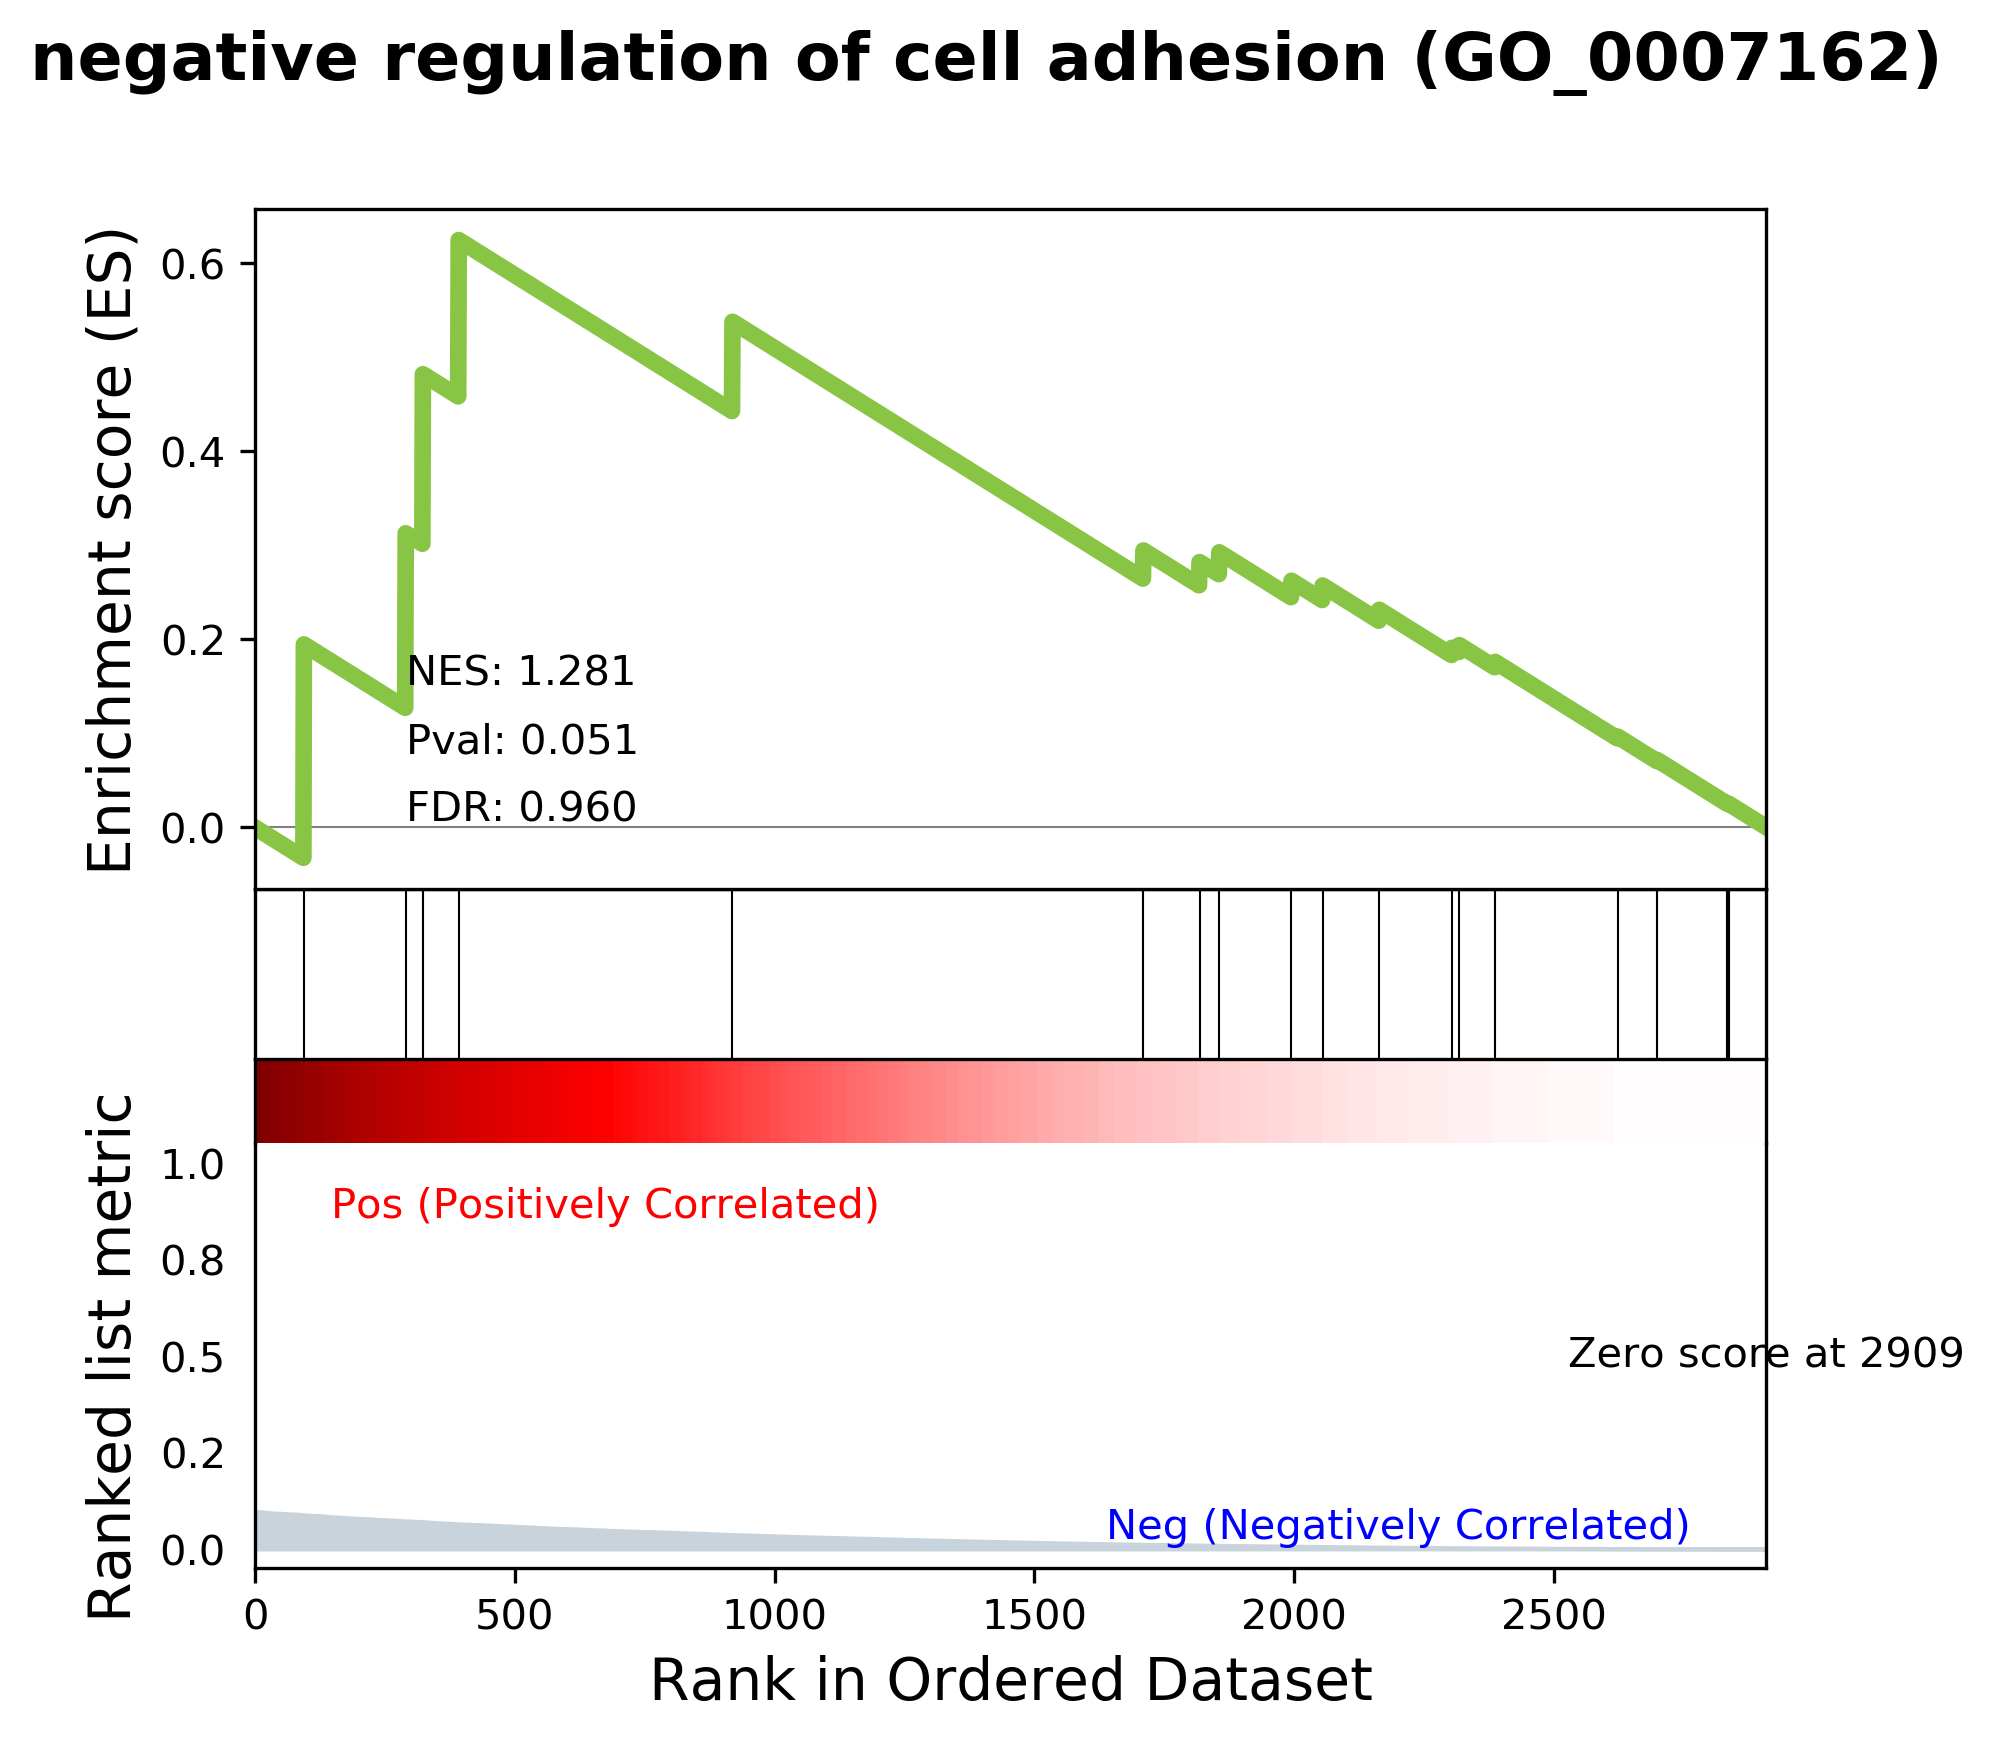 negative regulation of cell adhesion (GO_0007162)
Enrichment score (ES)
0.6
0.4
0.2
0.0
NES: 1.281
Pval: 0.051
FDR: 0.960
Ranked list metric
1.0
0.8
0.5
0.2
0.0
Pos (Positively Correlated)
Zero score at 2909
Neg (Negatively Correlated)
0 500 1000 1500 2000 2500
Rank in Ordered Dataset